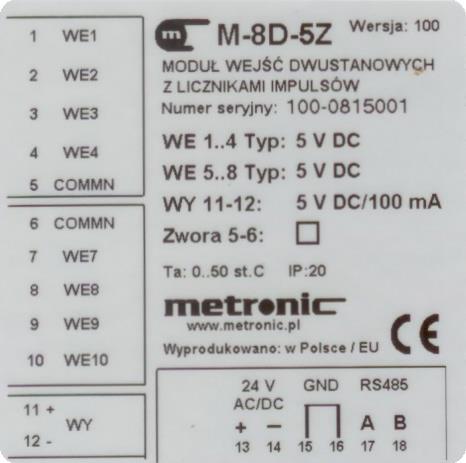 1 WE1
2 WE2
3 WE3
4 WE4
5 COMMN
6 COMMN
7 WE7
8 WE8
9 WE9
10 WE10
11 +
WY
12 -
m M-8D-5Z Wersja: 100
MODUŁ WEJŚĆ DWUSTANOWYCH
Z LICZNIKAMI IMPULSÓW
Numer seryjny: 100-0815001
WE 1..4 Typ: 5 V DC
WE 5..8 Typ: 5 V DC
WY 11-12: 5 V DC/100 mA
Zwora 5-6:
Ta: 0..50 st.C IP:20
metronic
www.metronic.pl
Wyprodukowano: w Polsce / EU CE
24 V GND RS485
AC/DC
+ − A B
13 14 15 16 17 18